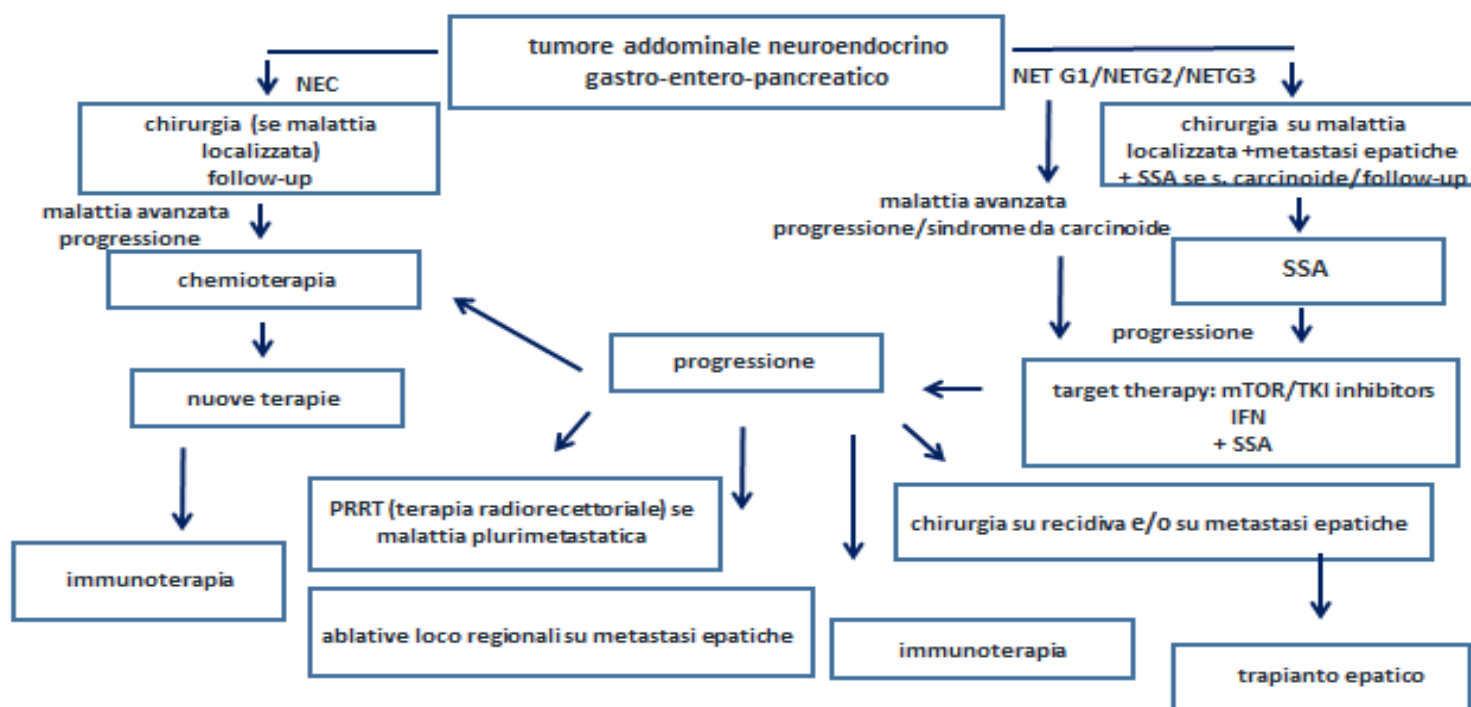 tumore addominale neuroendocrino
gastro-entero-pancreatico
NEC
NET G1/NETG2/NETG3
chirurgia (se malattia
localizzata)
follow-up
chirurgia su malattia
localizzata +metastasi epatiche
+ SSA se s. carcinoide/follow-up
malattia avanzata
progressione
malattia avanzata
progressione/sindrome da carcinoide
chemioterapia
SSA
progressione
progressione
nuove terapie
target therapy: mTOR/TKI inhibitors
IFN
+ SSA
PRRT (terapia radiorecettoriale) se
malattia plurimetastatica
chirurgia su recidiva e/o su metastasi epatiche
immunoterapia
ablative loco regionali su metastasi epatiche
immunoterapia
trapianto epatico